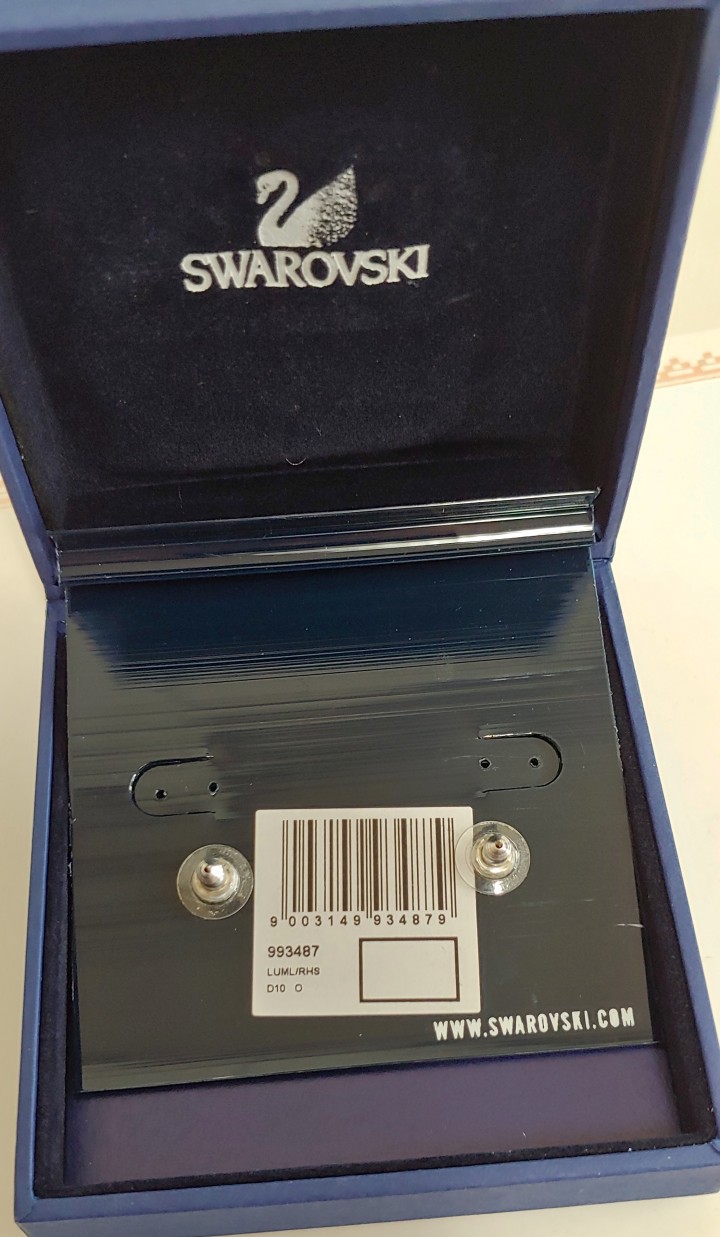 SWAROVSKI
9 003149 934879
993487
LUML/RHS
D10 O
WWW.SWAROVSKI.COM